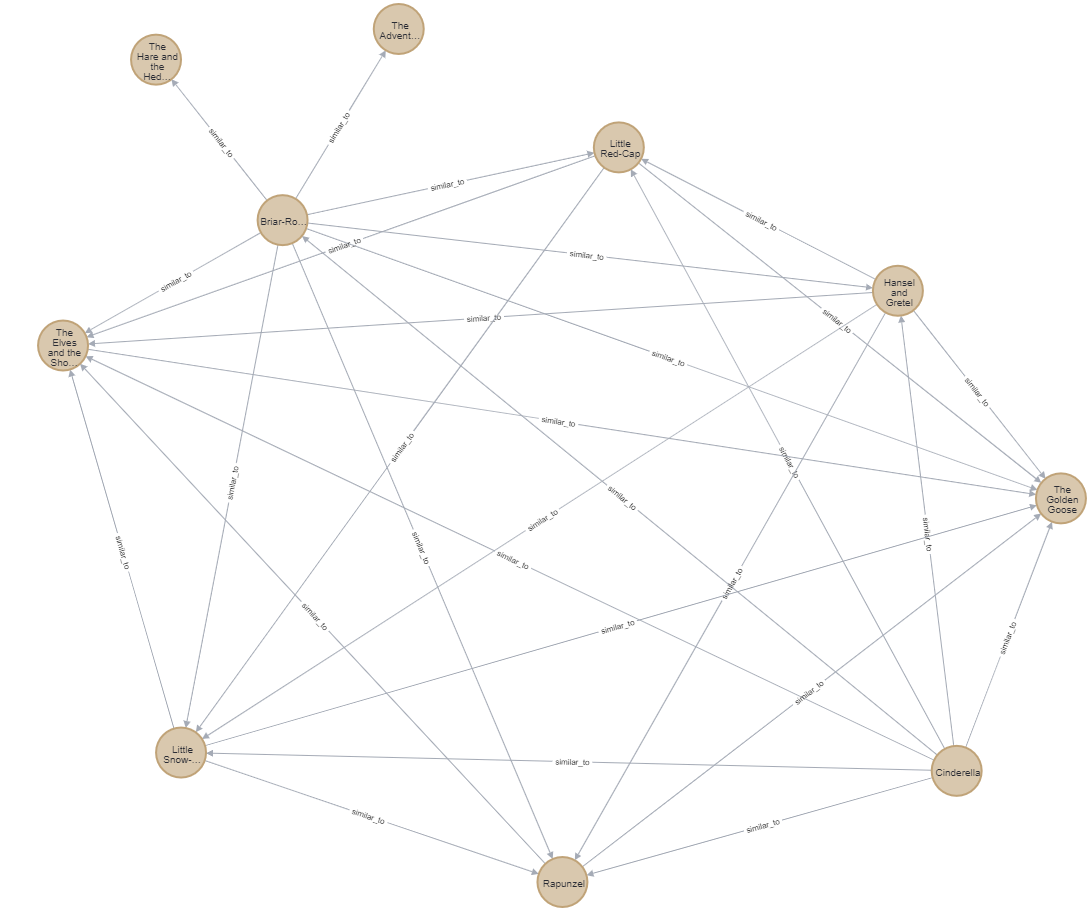 The
Advent...
The
Hare and
the
Hed...
similar_to
similar_to
Little
Red-Cap
similar_to
Briar-Ro...
similar_to
similar_to
similar_to
similar_to
Hansel
and
Gretel
similar_to
similar_to
The
Elves
and the
Sho...
similar_to
similar_to
similar_to
similar_to
similar_to
similar_to
similar_to
The
Golden
Goose
similar_to
similar_to
similar_to
similar_to
similar_to
similar_to
similar_to
similar_to
similar_to
similar_to
similar_to
Little
Snow-...
similar_to
Cinderella
similar_to
similar_to
Rapunzel